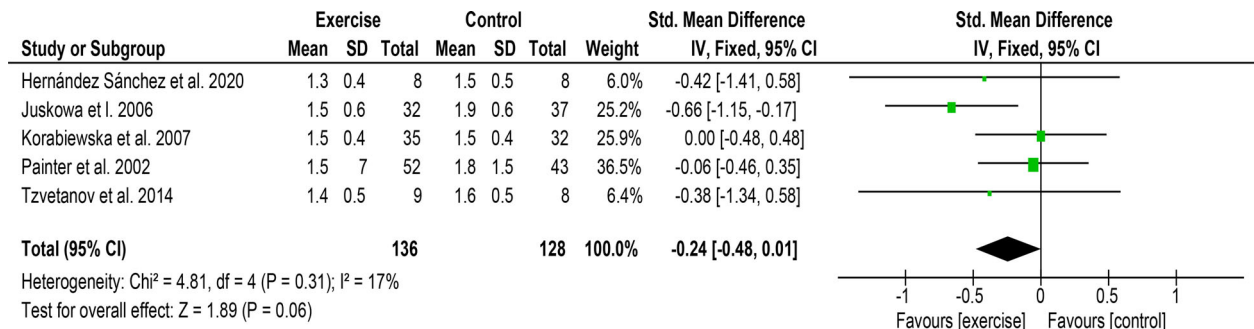 Exercise Control Std. Mean Difference Std. Mean Difference
Study or Subgroup Mean SD Total Mean SD Total Weight IV, Fixed, 95% CI IV, Fixed, 95% CI
Hernández Sánchez et al. 2020 1.3 0.4 8 1.5 0.5 8 6.0% -0.42 [-1.41, 0.58]
Juskowa et l. 2006 1.5 0.6 32 1.9 0.6 37 25.2% -0.66 [-1.15, -0.17]
Korabiewska et al. 2007 1.5 0.4 35 1.5 0.4 32 25.9% 0.00 [-0.48, 0.48]
Painter et al. 2002 1.5 7 52 1.8 1.5 43 36.5% -0.06 [-0.46, 0.35]
Tzvetanov et al. 2014 1.4 0.5 9 1.6 0.5 8 6.4% -0.38 [-1.34, 0.58]
Total (95% CI) 136 128 100.0% -0.24 [-0.48, 0.01]
Heterogeneity: Chi² = 4.81, df = 4 (P = 0.31); I² = 17%
Test for overall effect: Z = 1.89 (P = 0.06)
-1 -0.5 0 0.5 1
Favours [exercise] Favours [control]